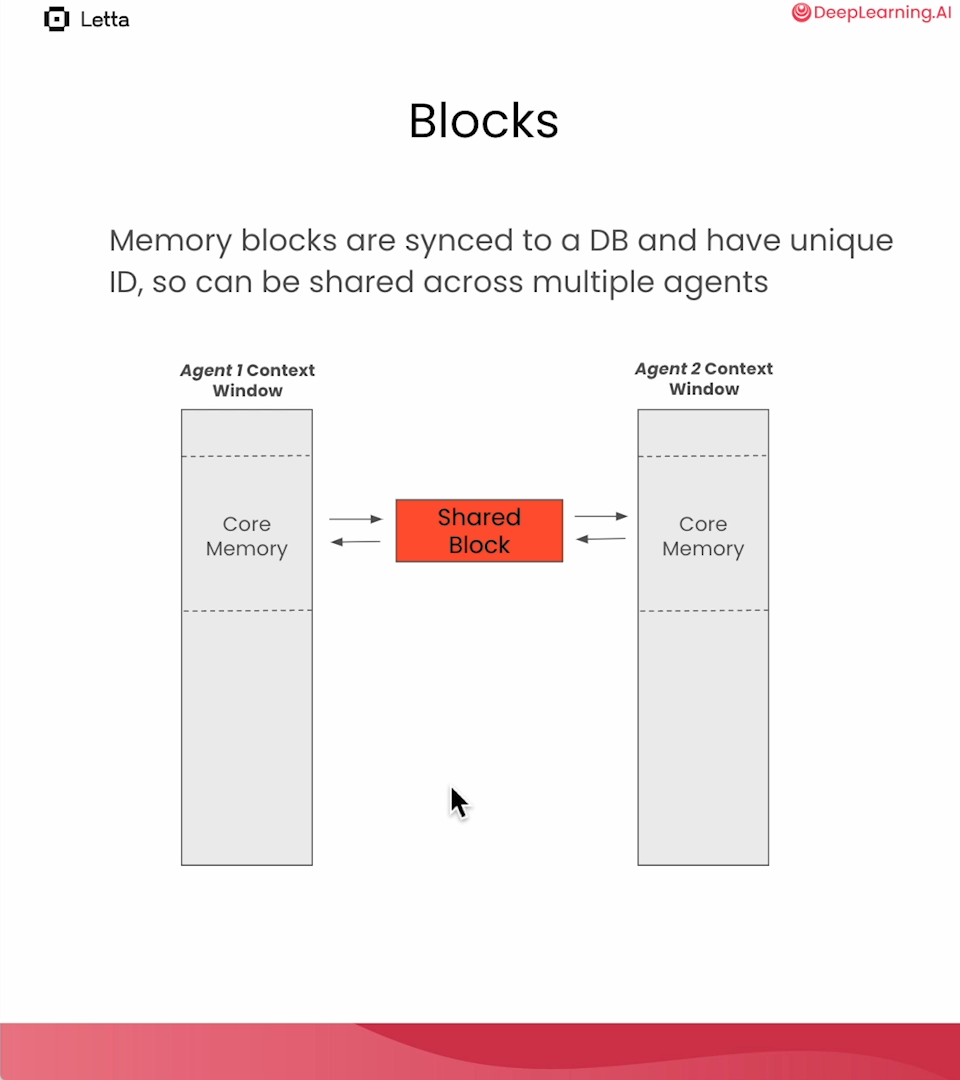 Letta
DeepLearning.AI
Blocks
Memory blocks are synced to a DB and have unique
ID, so can be shared across multiple agents
Agent 1 Context
Window
Agent 2 Context
Window
Core
Memory
Shared
Block
Core
Memory